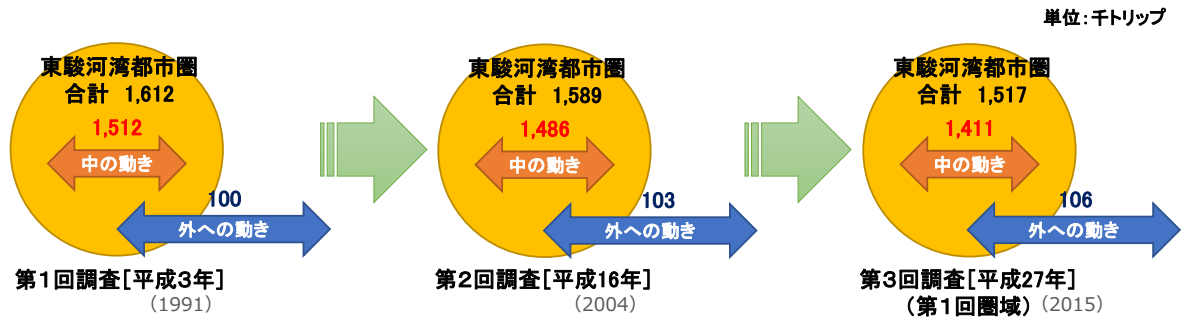 単位：千トリップ
東駿河湾都市圏
合計 1,612
1,512
中の動き
100
外への動き
第１回調査［平成３年］
（1991）
東駿河湾都市圏
合計 1,589
1,486
中の動き
103
外への動き
第２回調査［平成16年］
（2004）
東駿河湾都市圏
合計 1,517
1,411
中の動き
106
外への動き
第３回調査［平成27年］
（第１回圏域）（2015）